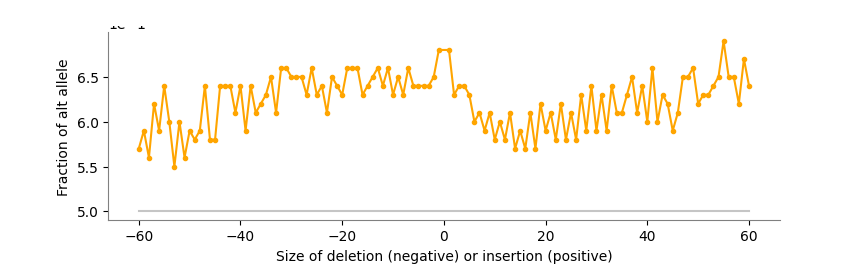 6.5
6.0
5.5
5.0
Fraction of alt allele
−60 −40 −20 0 20 40 60
Size of deletion (negative) or insertion (positive)